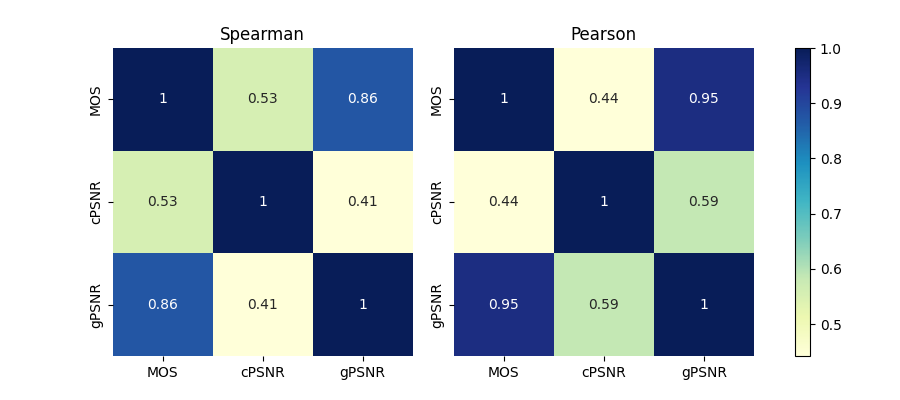 Spearman Pearson
MOS 1 0.53 0.86 MOS 1 0.44 0.95
cPSNR 0.53 1 0.41 cPSNR 0.44 1 0.59
gPSNR 0.86 0.41 1 gPSNR 0.95 0.59 1
MOS cPSNR gPSNR MOS cPSNR gPSNR
1.0
0.9
0.8
0.7
0.6
0.5